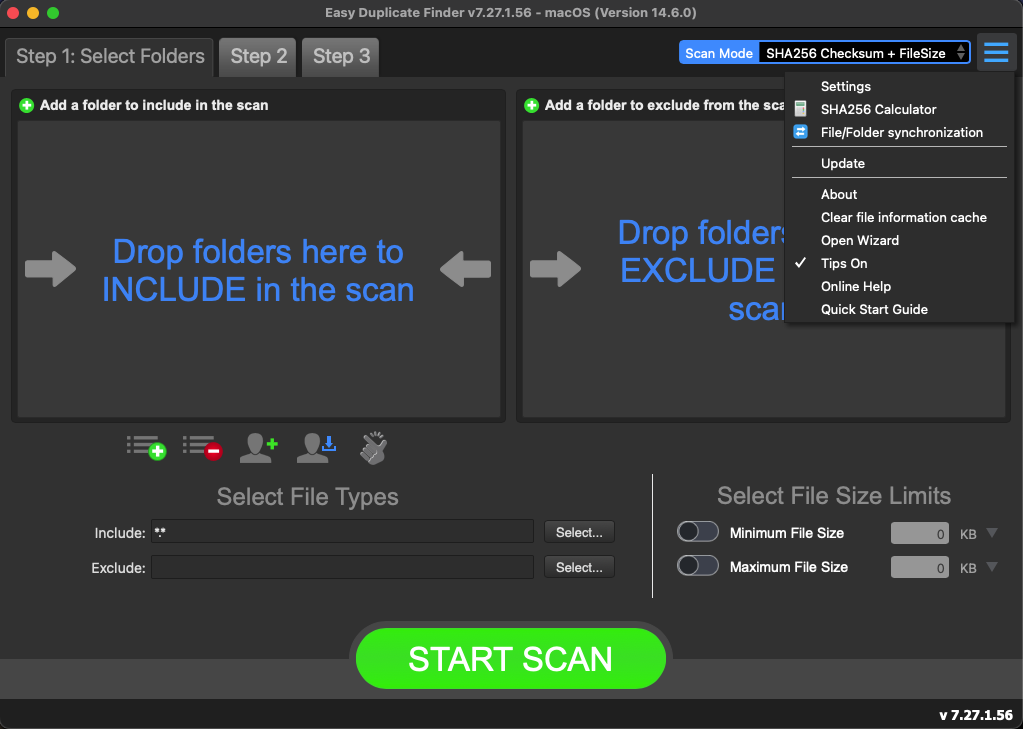 Easy Duplicate Finder v7.27.1.56 - macOS (Version 14.6.0)
Step 1: Select Folders
Step 2
Step 3
Scan Mode
SHA256 Checksum + FileSize
Settings
SHA256 Calculator
File/Folder synchronization
Update
About
Clear file information cache
Open Wizard
Tips On
Online Help
Quick Start Guide
Add a folder to include in the scan
Add a folder to exclude from the
Drop folders here to
INCLUDE in the scan
Drop
EXCLUDE
Select File Types
Include: *.*
Select...
Exclude:
Select...
Select File Size Limits
Minimum File Size
0
KB
Maximum File Size
0
KB
START SCAN
v 7.27.1.56